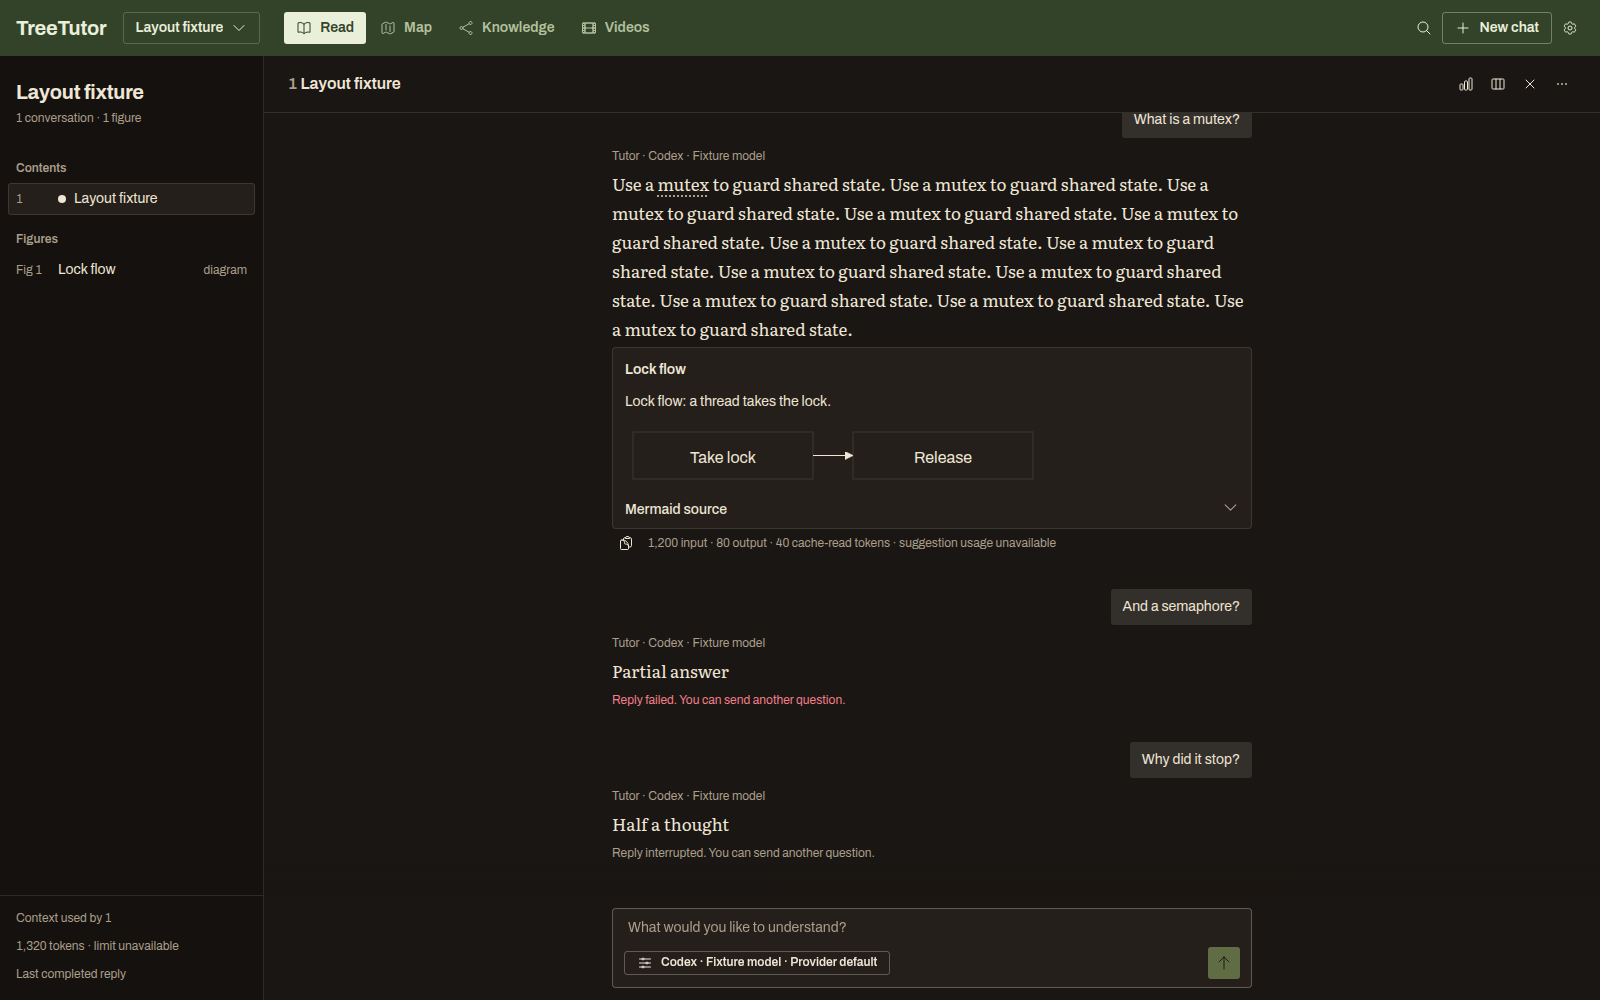 TreeTutor
Layout fixture
Read
Map
Knowledge
Videos
New chat
Layout fixture
1 conversation · 1 figure
Contents
1 Layout fixture
Figures
Fig 1 Lock flow diagram
Context used by 1
1,320 tokens · limit unavailable
Last completed reply
1 Layout fixture
What is a mutex?
Tutor · Codex · Fixture model
Use a mutex to guard shared state. Use a mutex to guard shared state. Use a
mutex to guard shared state. Use a mutex to guard shared state. Use a mutex to
guard shared state. Use a mutex to guard shared state. Use a mutex to guard
shared state. Use a mutex to guard shared state. Use a mutex to guard shared
state. Use a mutex to guard shared state. Use a mutex to guard shared state. Use
a mutex to guard shared state.
Lock flow
Lock flow: a thread takes the lock.
Take lock
Release
Mermaid source
1,200 input · 80 output · 40 cache-read tokens · suggestion usage unavailable
And a semaphore?
Tutor · Codex · Fixture model
Partial answer
Reply failed. You can send another question.
Why did it stop?
Tutor · Codex · Fixture model
Half a thought
Reply interrupted. You can send another question.
What would you like to understand?
Codex · Fixture model · Provider default